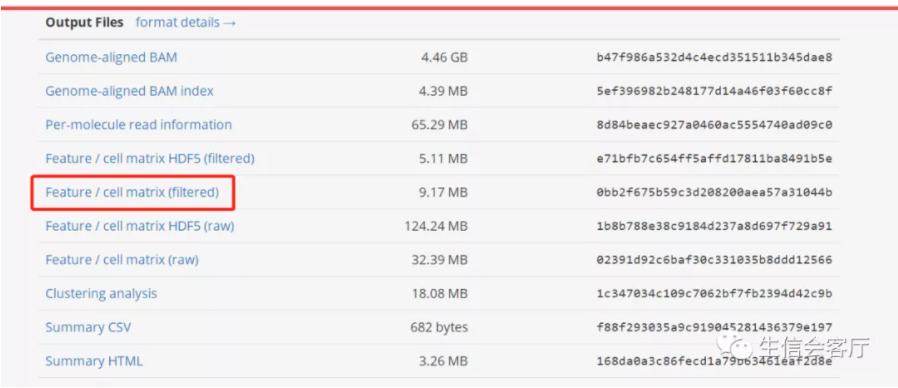 Output Files format details →
Genome-aligned BAM 4.46 GB b47f986a532d4c4ecd351511b345dae8
Genome-aligned BAM index 4.39 MB 5ef396982b248177d14a46f03f60cc8f
Per-molecule read information 65.29 MB 8d84beaec927a0460ac5554740ad09c0
Feature / cell matrix HDF5 (filtered) 5.11 MB e71bfb7c654ff5affd17811ba8491b5e
Feature / cell matrix (filtered) 9.17 MB 0bb2f675b59c3d208200aea57a31044b
Feature / cell matrix HDF5 (raw) 124.24 MB 1b8b788e38c9184d237a8d697f729a91
Feature / cell matrix (raw) 32.39 MB 02391d92c6baf30c331035b8ddd12566
Clustering analysis 18.08 MB 1c347034c109c7062bf7fb2394d42c9b
Summary CSV 682 bytes f88f293035a9c919045281436379e197
Summary HTML 3.26 MB 168da0a3c86fecd1a79b63461eaf2d8e
生信会客厅